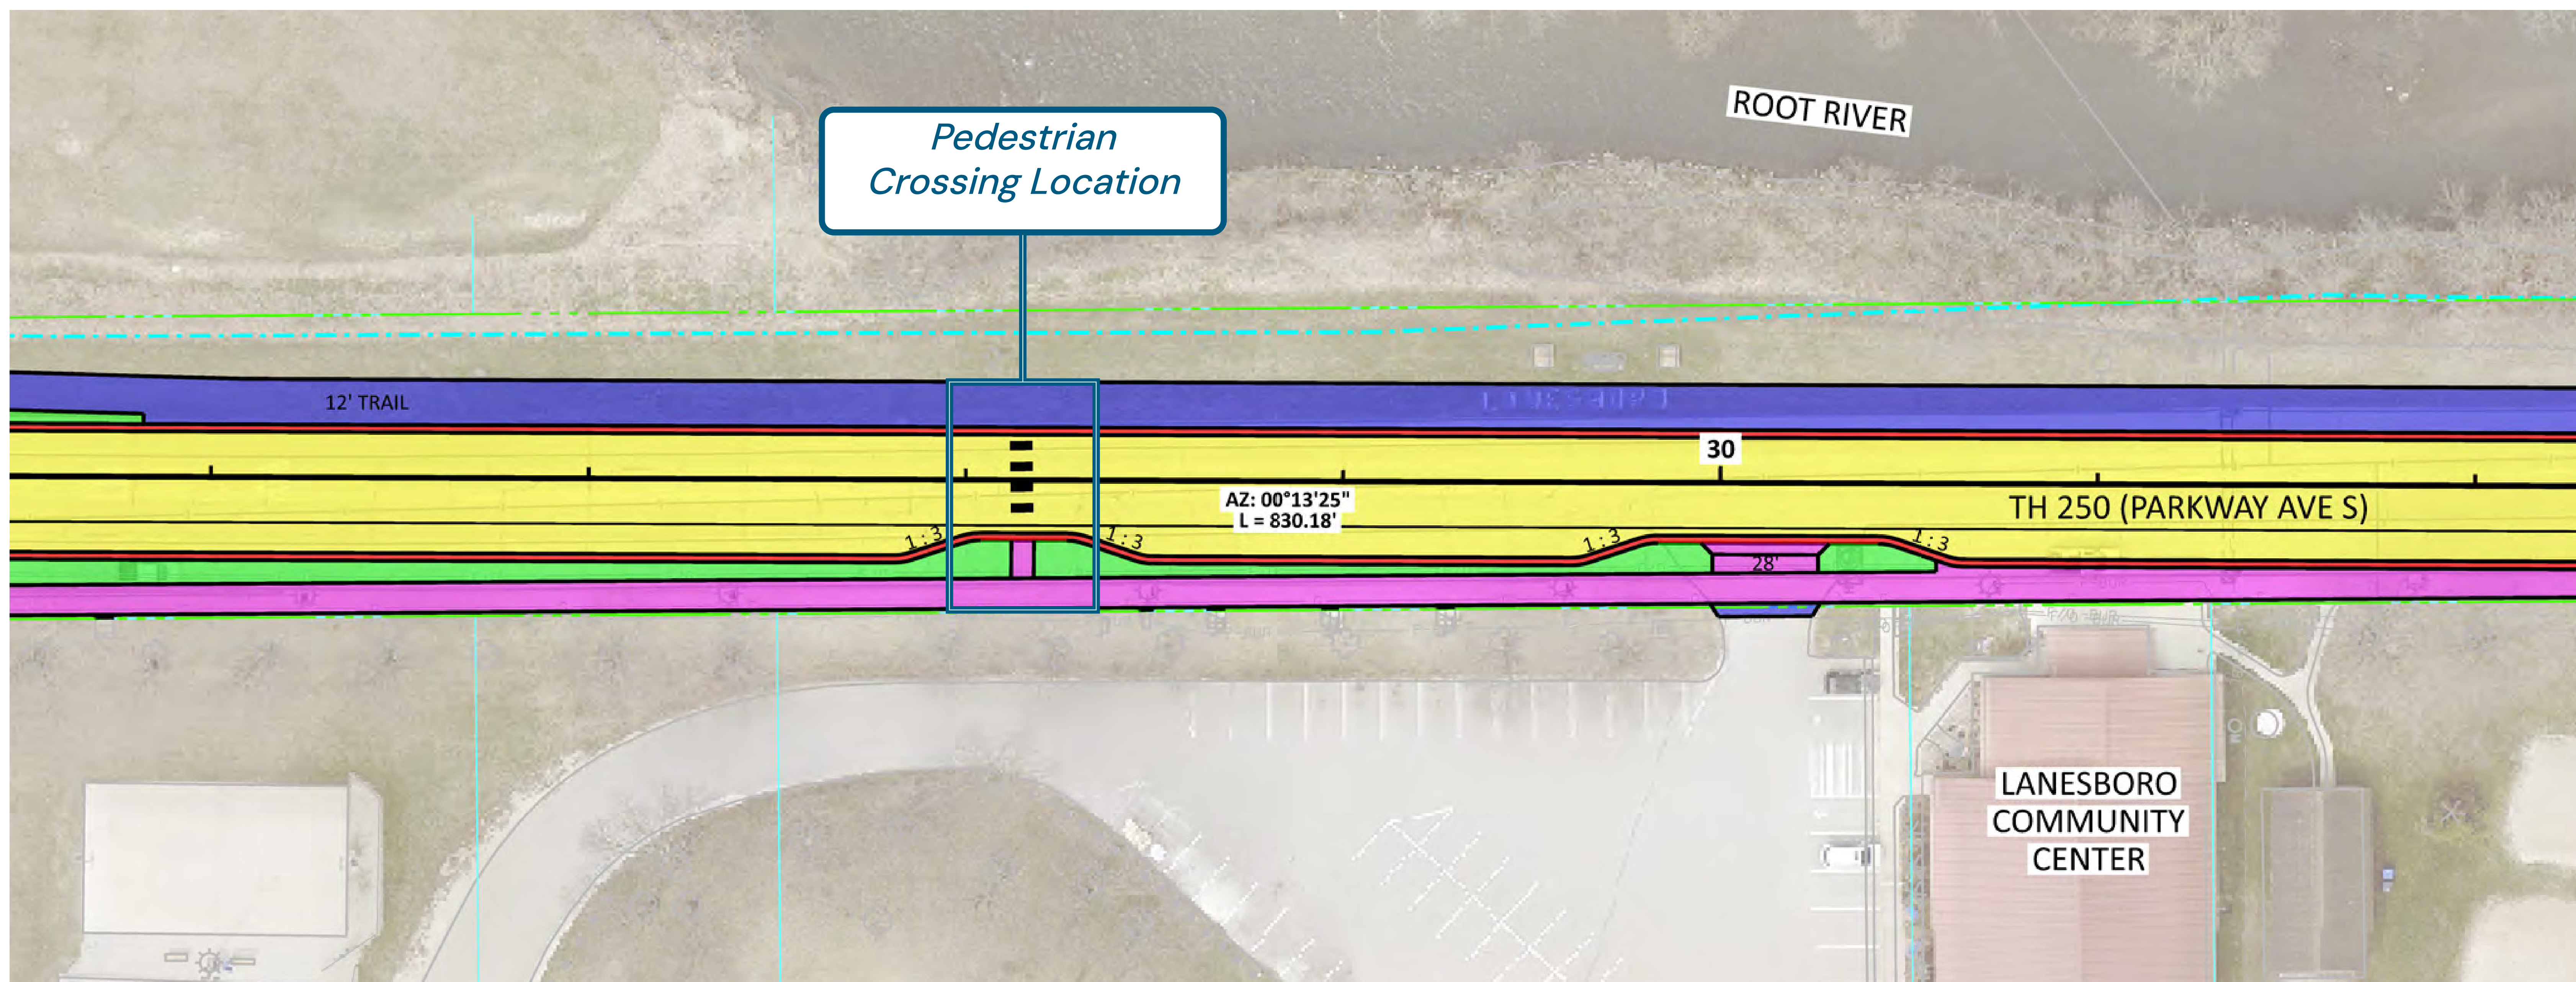 ROOT RIVER
Pedestrian
Crossing Location
12' TRAIL
30
AZ: 00°13'25"
L = 830.18'
TH 250 (PARKWAY AVE S)
1:3
1:3
1:3
1:3
28'
LANESBORO
COMMUNITY
CENTER